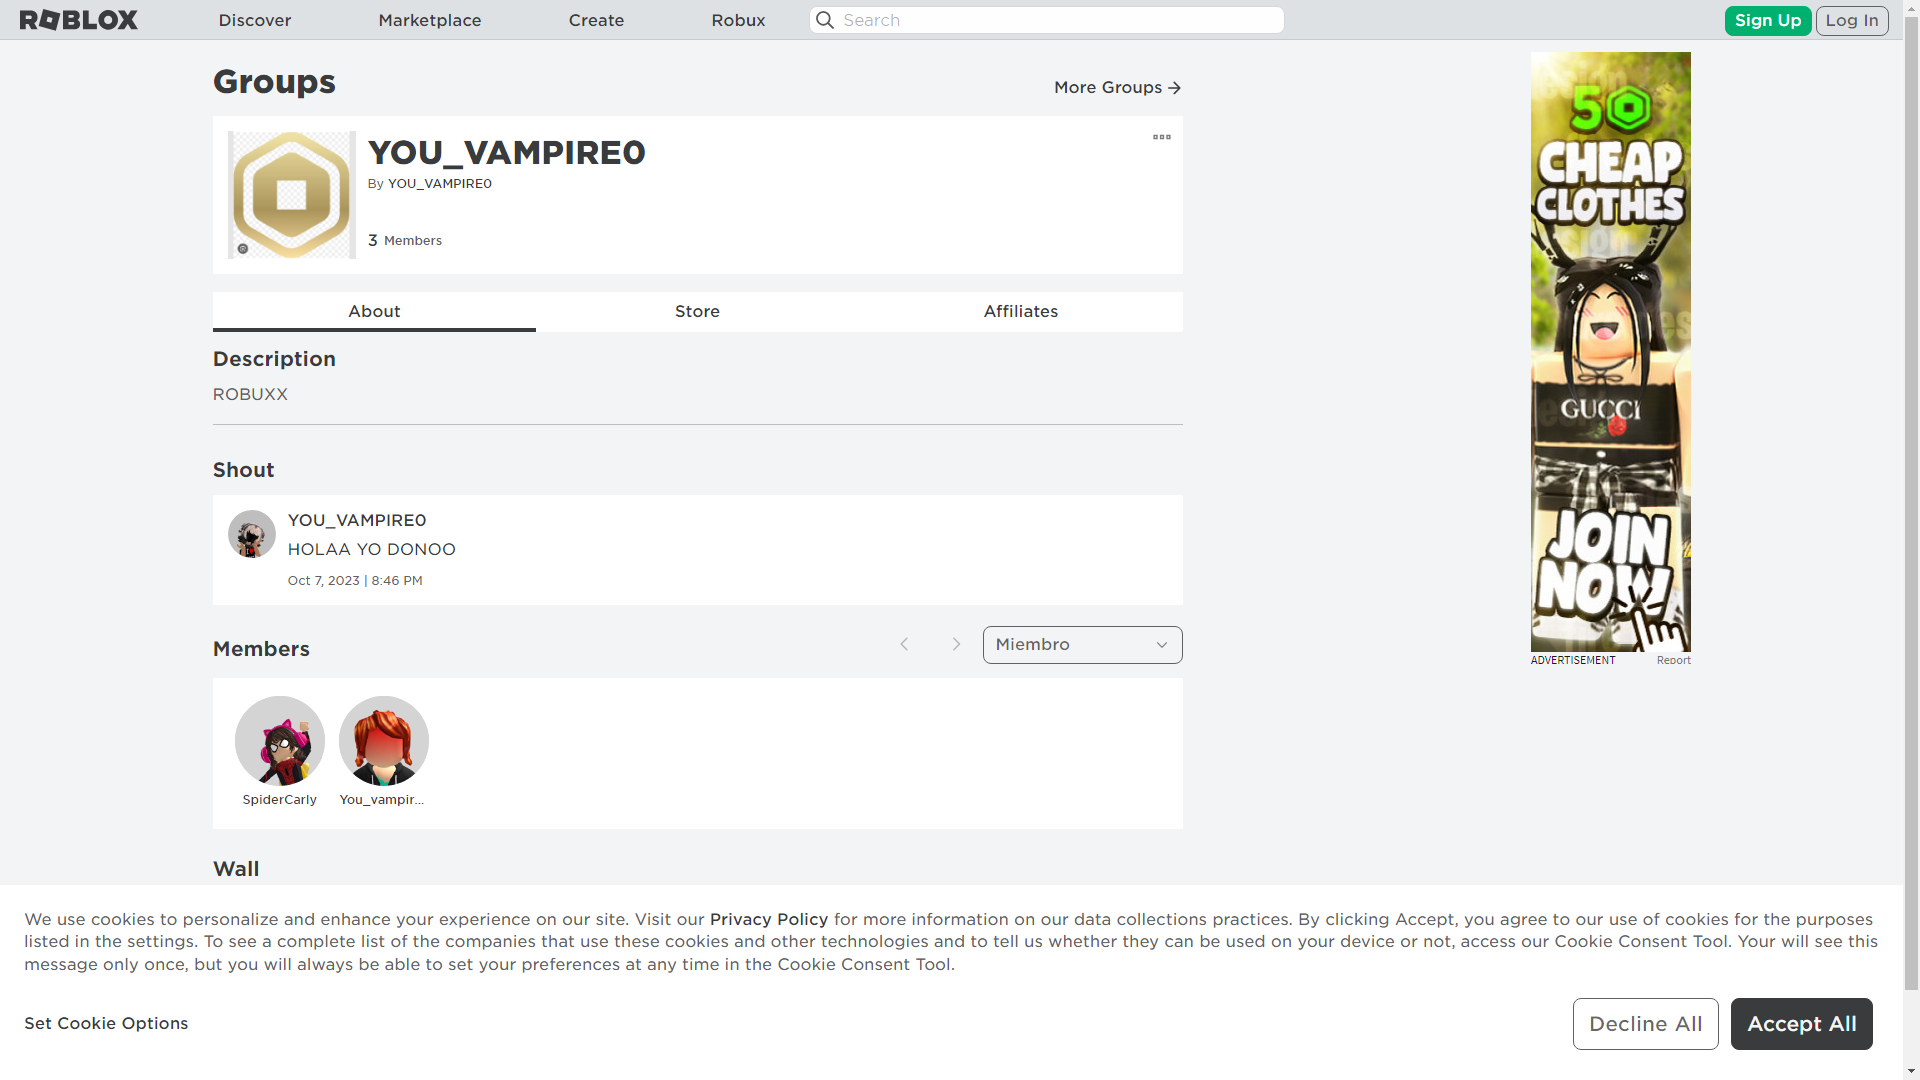 ROBLOX
Discover
Marketplace
Create
Robux
Search
Sign Up
Log In
Groups
More Groups
YOU_VAMPIRE0
By YOU_VAMPIRE0
3 Members
About
Store
Affiliates
Description
ROBUXX
Shout
YOU_VAMPIRE0
HOLAA YO DONOO
Oct 7, 2023 | 8:46 PM
Members
Miembro
SpiderCarly
You_vampir...
Wall
50
CHEAP
CLOTHES
GUCCI
JOIN
NOW
ADVERTISEMENT
Report
We use cookies to personalize and enhance your experience on our site. Visit our Privacy Policy for more information on our data collections practices. By clicking Accept, you agree to our use of cookies for the purposes
listed in the settings. To see a complete list of the companies that use these cookies and other technologies and to tell us whether they can be used on your device or not, access our Cookie Consent Tool. Your will see this
message only once, but you will always be able to set your preferences at any time in the Cookie Consent Tool.
Set Cookie Options
Decline All
Accept All